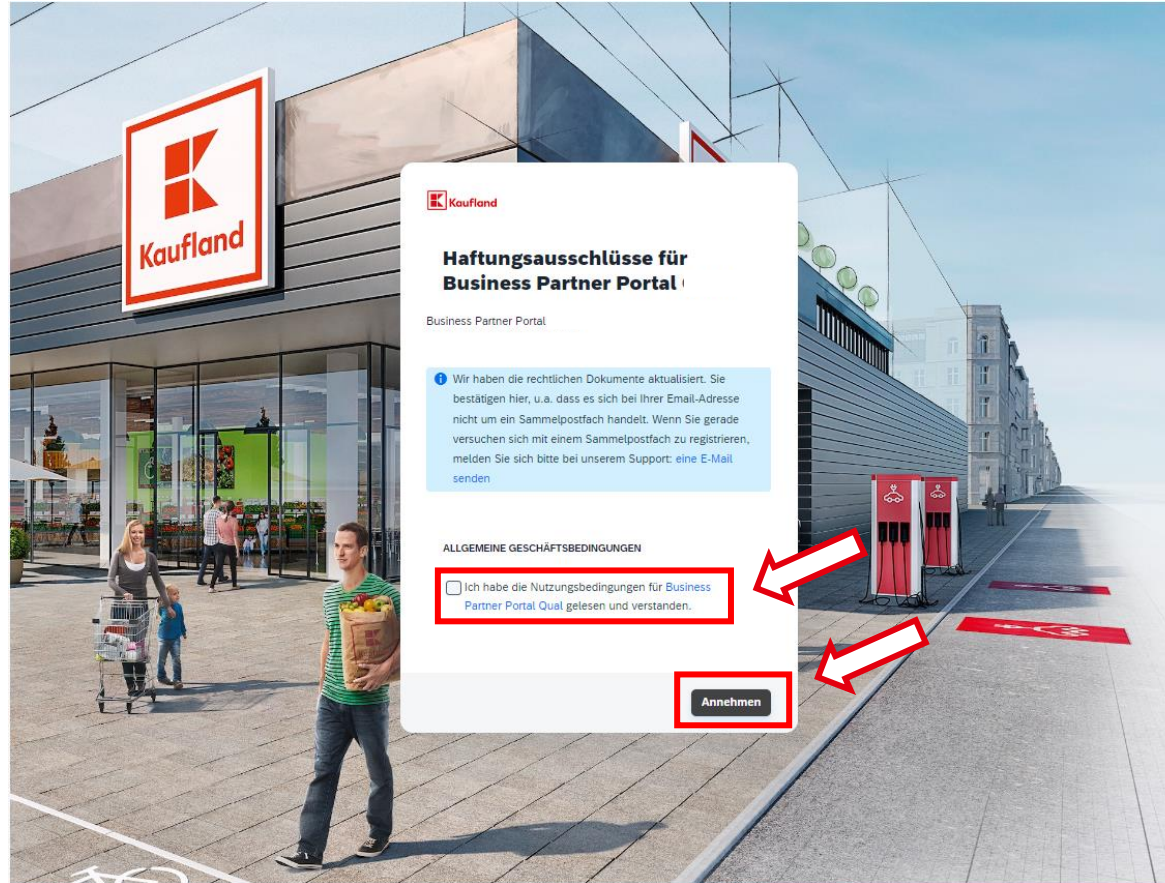 Kaufland
Kaufland
Haftungsausschlüsse für
Business Partner Portal
Business Partner Portal
Wir haben die rechtlichen Dokumente aktualisiert. Sie
bestätigen hier, u.a. dass es sich bei Ihrer Email-Adresse
nicht um ein Sammelpostfach handelt. Wenn Sie gerade
versuchen sich mit einem Sammelpostfach zu registrieren,
melden Sie sich bitte bei unserem Support: eine E-Mail
senden
ALLGEMEINE GESCHÄFTSBEDINGUNGEN
Ich habe die Nutzungsbedingungen für Business
Partner Portal Qual gelesen und verstanden.
Annehmen